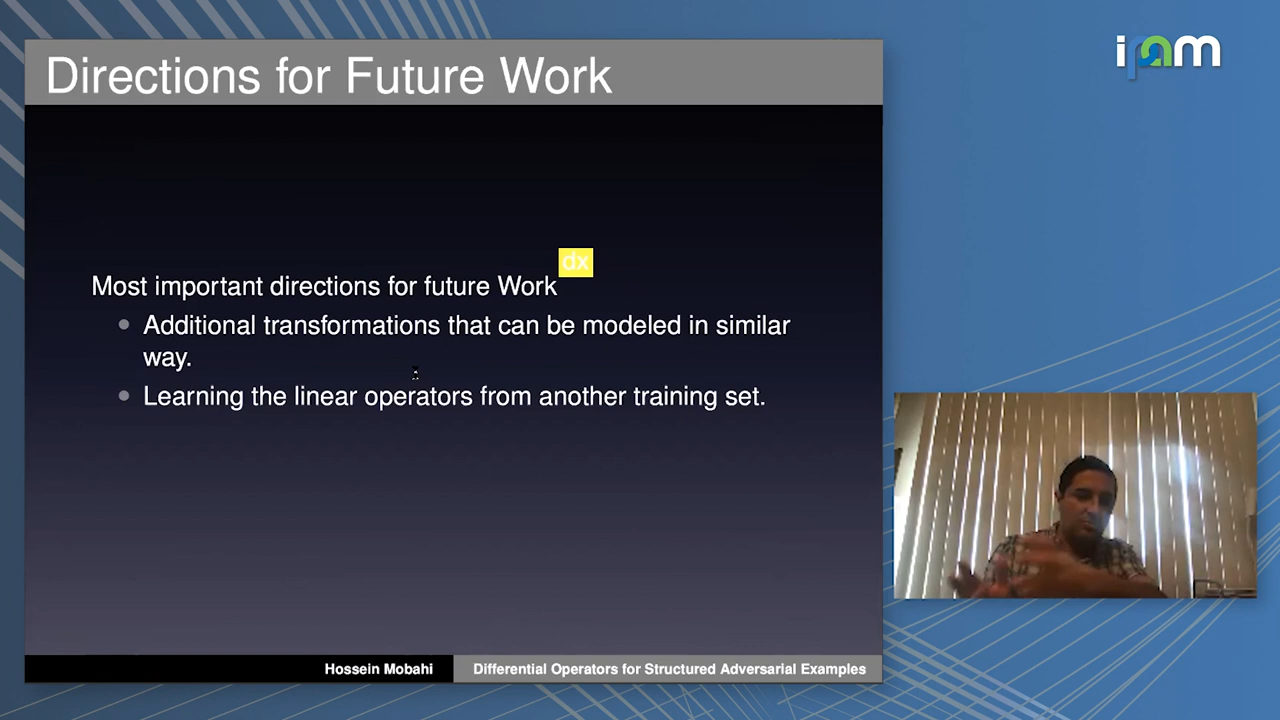 ipam
Directions for Future Work
dx
Most important directions for future Work
Additional transformations that can be modeled in similar
way.
Learning the linear operators from another training set.
Hossein Mobahi
Differential Operators for Structured Adversarial Examples